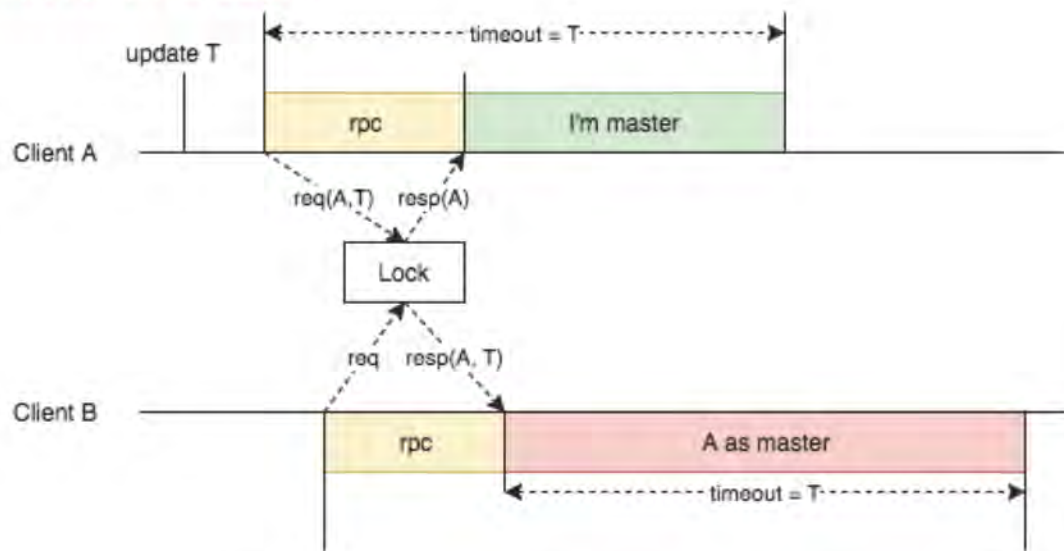 timeout = T
update T
rpc
I'm master
Client A
req(A,T)
resp(A)
Lock
req
resp(A, T)
Client B
rpc
A as master
timeout = T